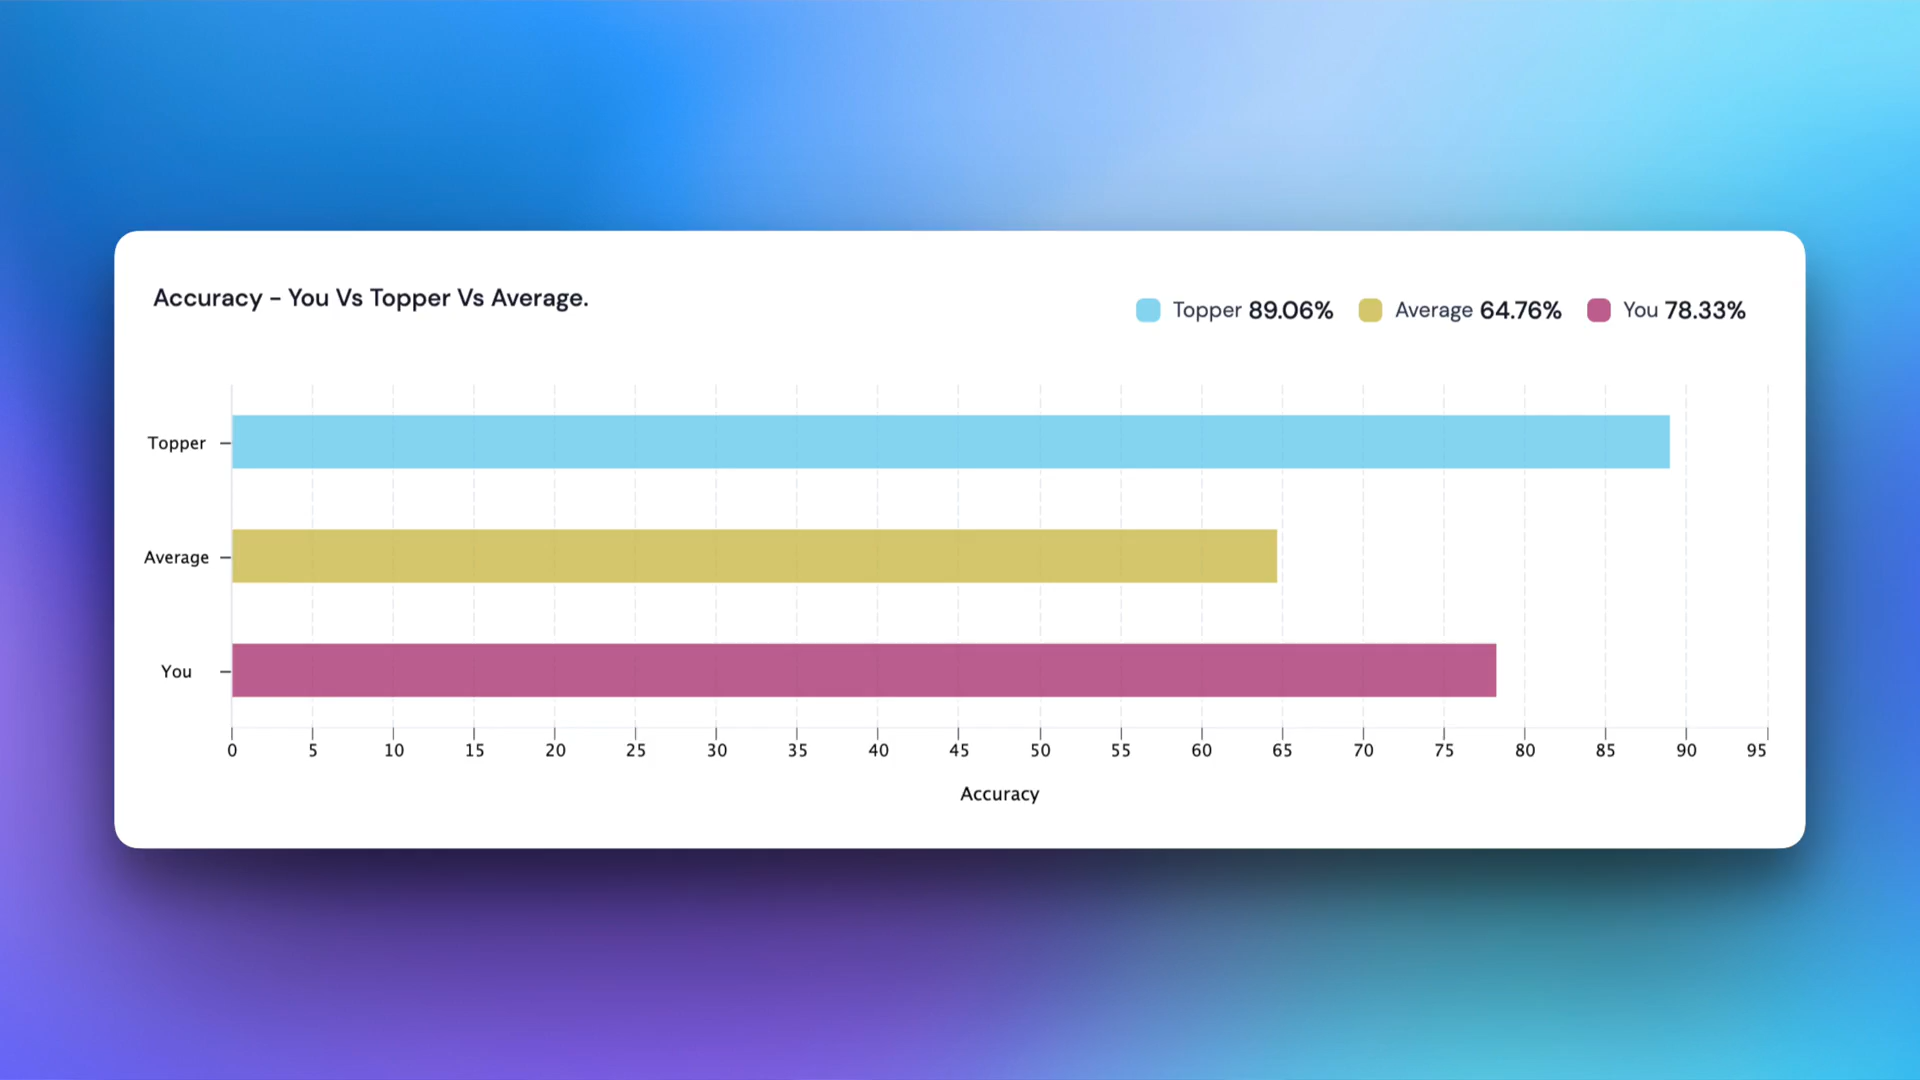 Accuracy - You Vs Topper Vs Average.
Topper 89.06% Average 64.76% You 78.33%
Topper
Average
You
0 5 10 15 20 25 30 35 40 45 50 55 60 65 70 75 80 85 90 95
Accuracy